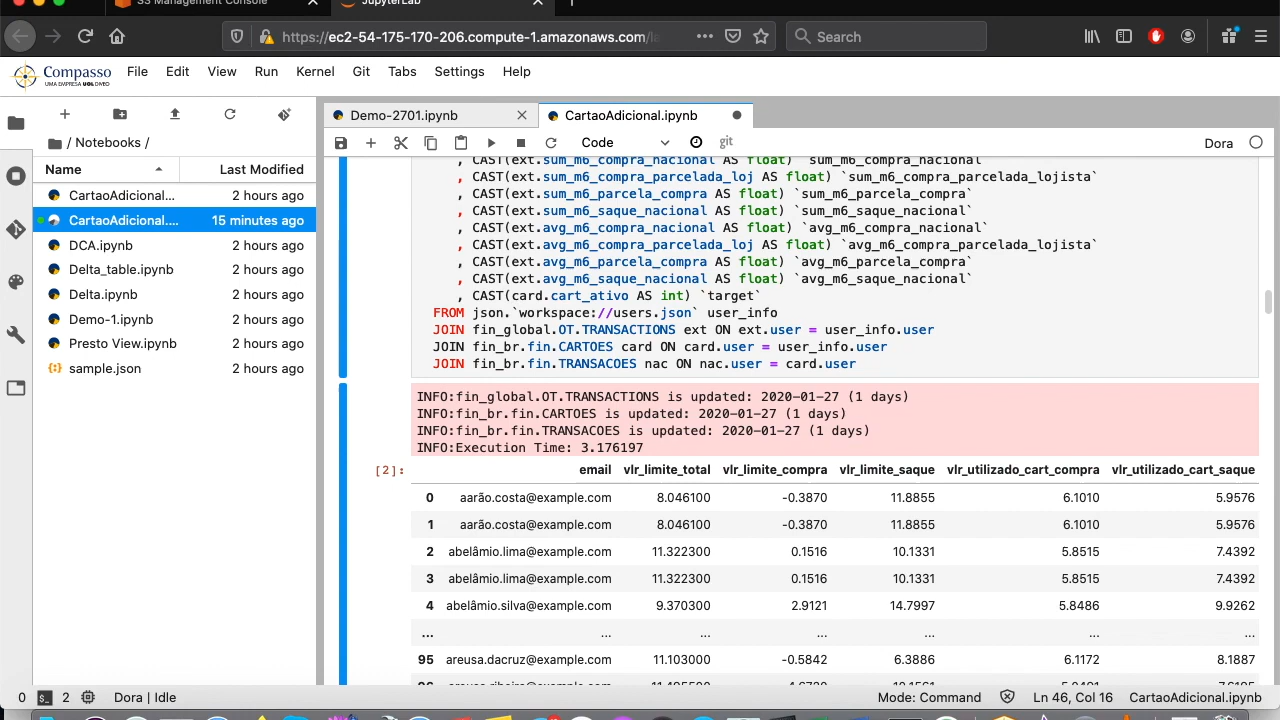 S3 Management Console
JupyterLab
https://ec2-54-175-170-206.compute-1.amazonaws.com/l
Search
Compasso
UMA EMPRESA UOL DIVEO
File Edit View Run Kernel Git Tabs Settings Help
/ Notebooks /
Name Last Modified
CartaoAdicional... 2 hours ago
CartaoAdicional.... 15 minutes ago
DCA.ipynb 2 hours ago
Delta_table.ipynb 2 hours ago
Delta.ipynb 2 hours ago
Demo-1.ipynb 2 hours ago
Presto View.ipynb 2 hours ago
sample.json 2 hours ago
Demo-2701.ipynb
CartaoAdicional.ipynb
Code
git
Dora
, CAST(ext.sum_m6_compra_nacional AS float) `sum_m6_compra_nacional`
, CAST(ext.sum_m6_compra_parcelada_loj AS float) `sum_m6_compra_parcelada_lojista`
, CAST(ext.sum_m6_parcela_compra AS float) `sum_m6_parcela_compra`
, CAST(ext.sum_m6_saque_nacional AS float) `sum_m6_saque_nacional`
, CAST(ext.avg_m6_compra_nacional AS float) `avg_m6_compra_nacional`
, CAST(ext.avg_m6_compra_parcelada_loj AS float) `avg_m6_compra_parcelada_lojista`
, CAST(ext.avg_m6_parcela_compra AS float) `avg_m6_parcela_compra`
, CAST(ext.avg_m6_saque_nacional AS float) `avg_m6_saque_nacional`
, CAST(card.cart_ativo AS int) `target`
FROM json.`workspace://users.json` user_info
JOIN fin_global.OT.TRANSACTIONS ext ON ext.user = user_info.user
JOIN fin_br.fin.CARTOES card ON card.user = user_info.user
JOIN fin_br.fin.TRANSACOES nac ON nac.user = card.user
INFO:fin_global.OT.TRANSACTIONS is updated: 2020-01-27 (1 days)
INFO:fin_br.fin.CARTOES is updated: 2020-01-27 (1 days)
INFO:fin_br.fin.TRANSACOES is updated: 2020-01-27 (1 days)
INFO:Execution Time: 3.176197
[2]: email vlr_limite_total vlr_limite_compra vlr_limite_saque vlr_utilizado_cart_compra vlr_utilizado_cart_saque
0 aarão.costa@example.com 8.046100 -0.3870 11.8855 6.1010 5.9576
1 aarão.costa@example.com 8.046100 -0.3870 11.8855 6.1010 5.9576
2 abelâmio.lima@example.com 11.322300 0.1516 10.1331 5.8515 7.4392
3 abelâmio.lima@example.com 11.322300 0.1516 10.1331 5.8515 7.4392
4 abelâmio.silva@example.com 9.370300 2.9121 14.7997 5.8486 9.9262
... ... ... ... ... ... ...
95 areusa.dacruz@example.com 11.103000 -0.5842 6.3886 6.1172 8.1887
0 2 Dora | Idle Mode: Command Ln 46, Col 16 CartaoAdicional.ipynb